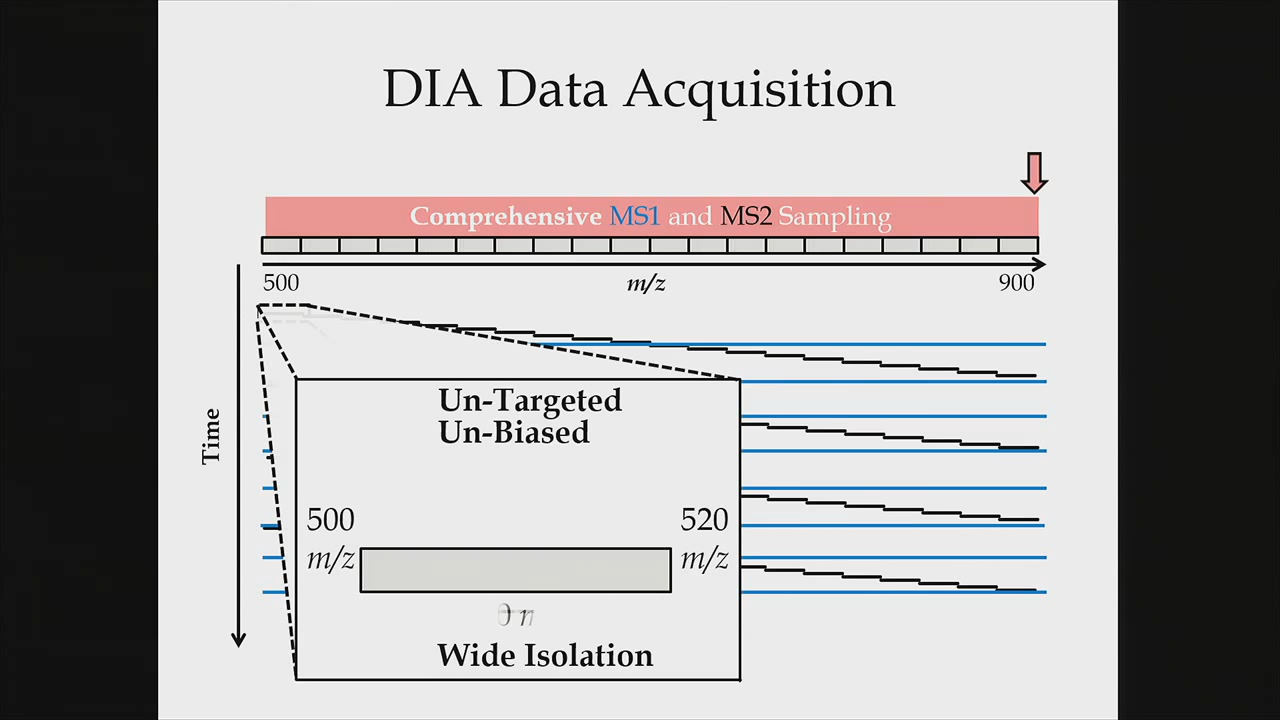 DIA Data Acquisition
Comprehensive MS1 and MS2 Sampling
500 m/z 900
Time
Un-Targeted
Un-Biased
500 520
m/z m/z
Wide Isolation